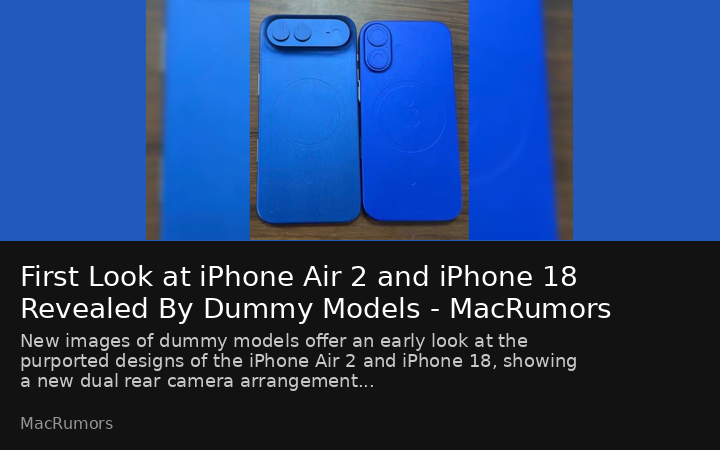 First Look at iPhone Air 2 and iPhone 18
Revealed By Dummy Models - MacRumors
New images of dummy models offer an early look at the
purported designs of the iPhone Air 2 and iPhone 18, showing
a new dual rear camera arrangement...
MacRumors